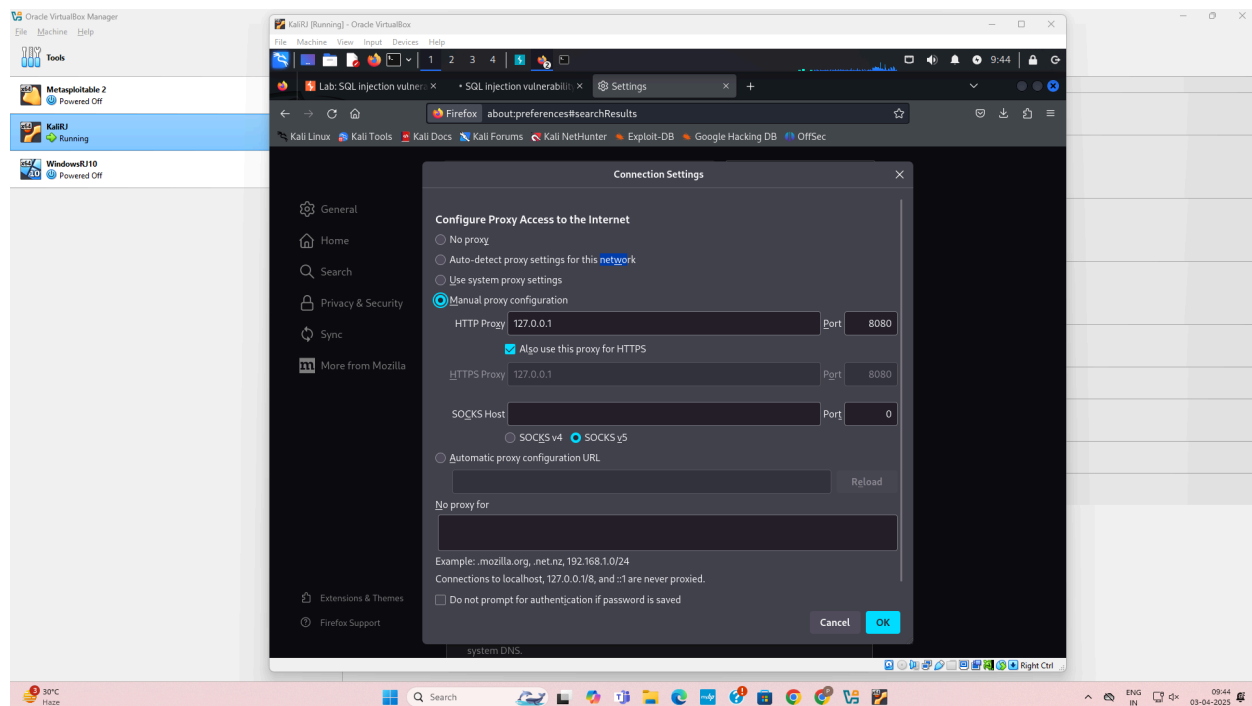 Oracle VirtualBox Manager
File Machine Help
Tools
Metasploitable 2
Powered Off
KaliRJ
Running
WindowsRJ10
Powered Off
KaliRJ [Running] - Oracle VirtualBox
File Machine View Input Devices Help
1 2 3 4
9:44
Lab: SQL injection vulnera
• SQL injection vulnerability
Settings
Firefox about:preferences#searchResults
Kali Linux Kali Tools Kali Docs Kali Forums Kali NetHunter Exploit-DB Google Hacking DB OffSec
General
Home
Search
Privacy & Security
Sync
More from Mozilla
Extensions & Themes
Firefox Support
Connection Settings
Configure Proxy Access to the Internet
No proxy
Auto-detect proxy settings for this network
Use system proxy settings
Manual proxy configuration
HTTP Proxy 127.0.0.1 Port 8080
Also use this proxy for HTTPS
HTTPS Proxy 127.0.0.1 Port 8080
SOCKS Host Port 0
SOCKS v4 SOCKS v5
Automatic proxy configuration URL
Reload
No proxy for
Example: .mozilla.org, .net.nz, 192.168.1.0/24
Connections to localhost, 127.0.0.1/8, and ::1 are never proxied.
Do not prompt for authentication if password is saved
Cancel OK
system DNS.
Right Ctrl
30°C
Haze
Search
ENG
IN
09:44
03-04-2025